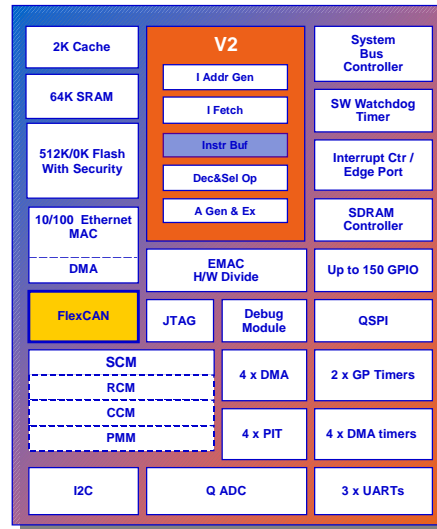 2K Cache
64K SRAM
512K/0K Flash
With Security
10/100 Ethernet
MAC
DMA
FlexCAN
V2
I Addr Gen
I Fetch
Instr Buf
Dec&Sel Op
A Gen & Ex
EMAC
H/W Divide
JTAG
Debug
Module
System
Bus
Controller
SW Watchdog
Timer
Interrupt Ctr /
Edge Port
SDRAM
Controller
Up to 150 GPIO
QSPI
SCM
RCM
CCM
PMM
4 x DMA
2 x GP Timers
4 x PIT
4 x DMA timers
I2C
Q ADC
3 x UARTs